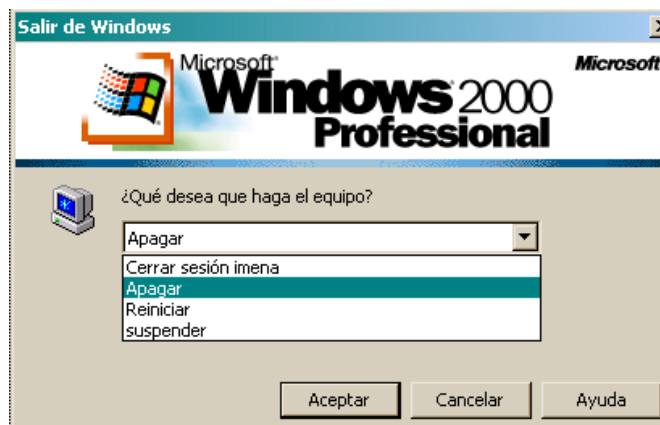 Salir de Windows
Microsoft
Microsoft
Windows 2000
Professional
¿Qué desea que haga el equipo?
Apagar
Cerrar sesión imena
Apagar
Reiniciar
suspender
Aceptar Cancelar Ayuda